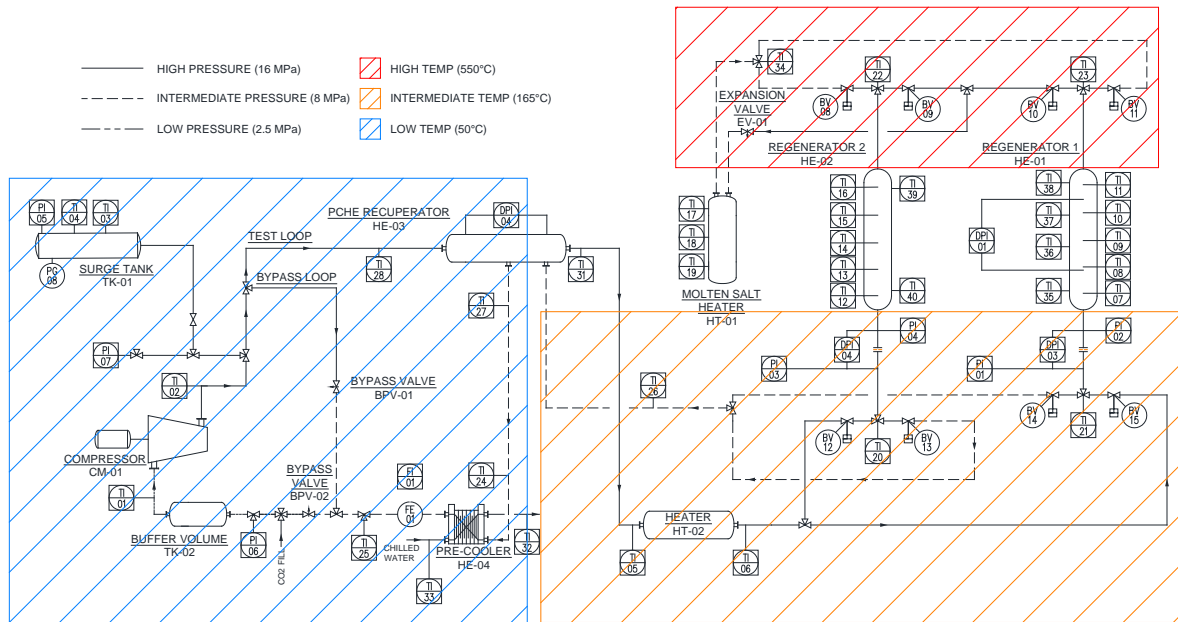 HIGH PRESSURE (16 MPa)
HIGH TEMP (550°C)
INTERMEDIATE PRESSURE (8 MPa)
INTERMEDIATE TEMP (165°C)
LOW PRESSURE (2.5 MPa)
LOW TEMP (50°C)
TI
34
TI
22
TI
23
EXPANSION
VALVE
EV-01
BV
08
BV
09
BV
10
BV
11
REGENERATOR 2
HE-02
REGENERATOR 1
HE-01
PI
05
TI
04
TI
03
PG
08
SURGE TANK
TK-01
PCHE RECUPERATOR
HE-03
DPI
04
TEST LOOP
TI
28
TI
31
BYPASS LOOP
TI
27
TI
17
TI
18
TI
19
MOLTEN SALT
HEATER
HT-01
TI
16
TI
15
TI
14
TI
13
TI
12
TI
39
TI
40
DPI
01
TI
38
TI
37
TI
36
TI
35
TI
11
TI
10
TI
09
TI
08
TI
07
PI
07
TI
02
BYPASS VALVE
BPV-01
COMPRESSOR
CM-01
TI
01
BUFFER VOLUME
TK-02
PI
06
CO2 FILL
BYPASS
VALVE
BPV-02
TI
25
FI
01
FE
01
CHILLED
WATER
TI
24
PRE-COOLER
HE-04
TI
33
TI
32
TI
26
PI
03
DPI
04
PI
04
PI
01
DPI
03
PI
02
BV
12
TI
20
BV
13
BV
14
TI
21
BV
15
HEATER
HT-02
TI
05
TI
06